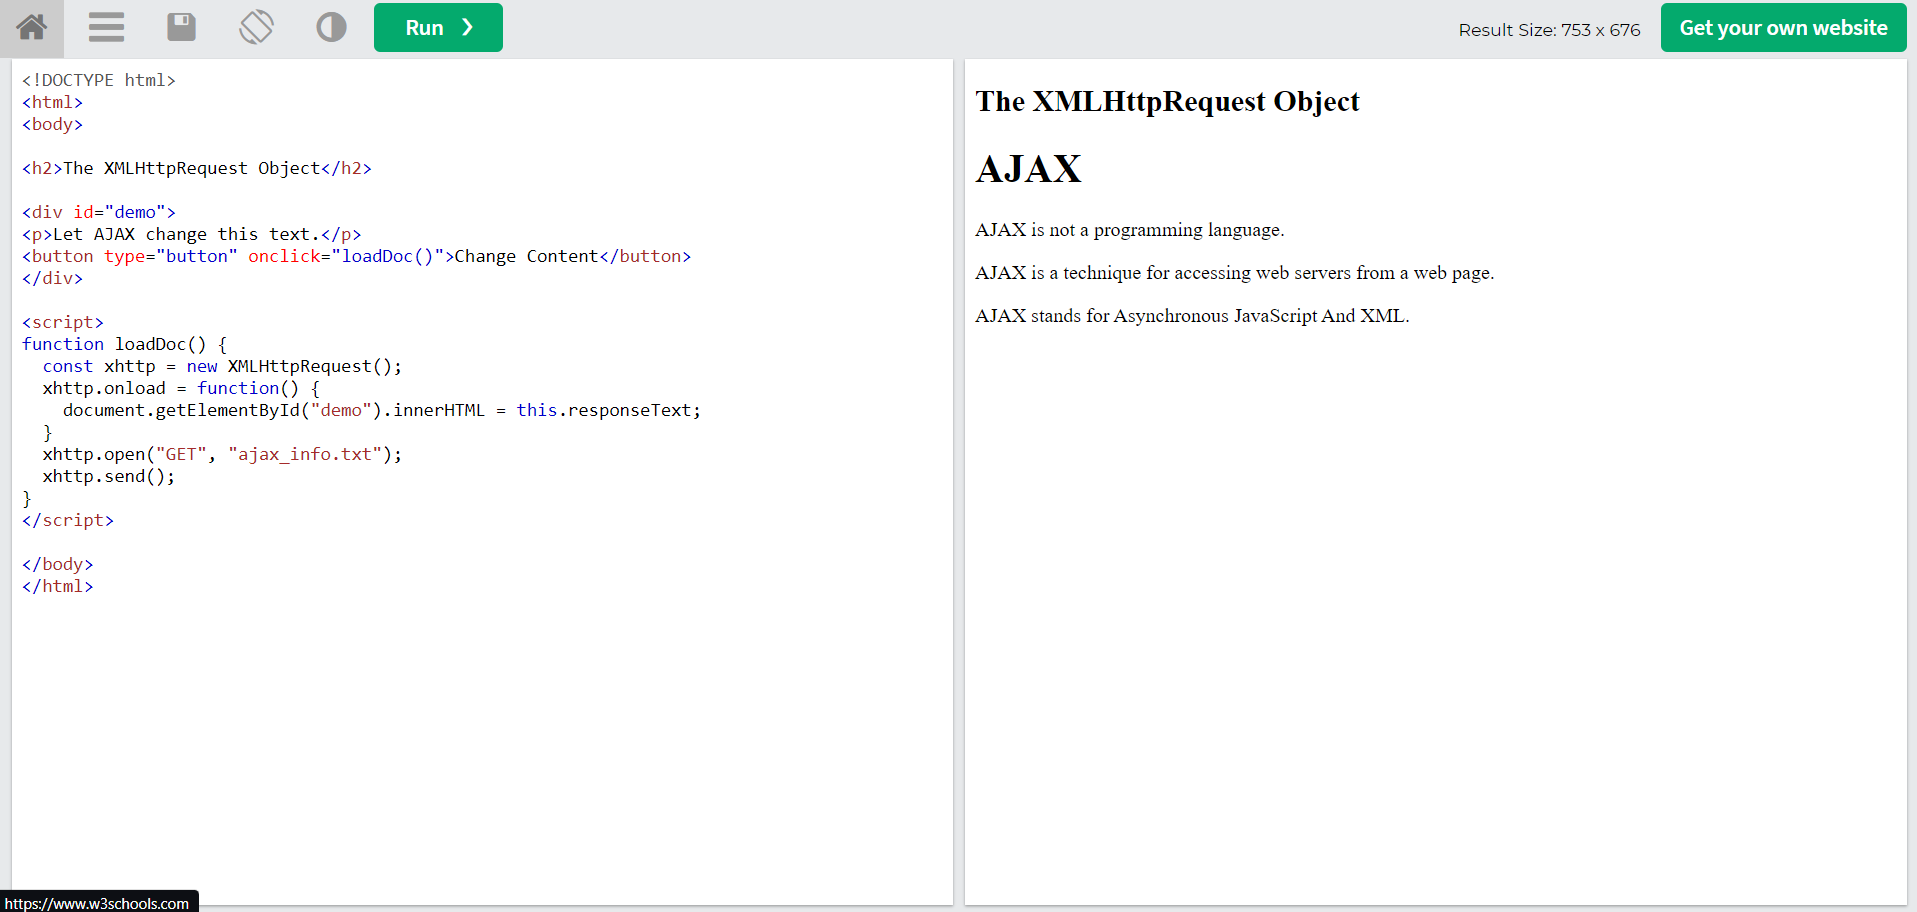 Run ❯
Result Size: 753 x 676
Get your own website
<!DOCTYPE html>
<html>
<body>
<h2>The XMLHttpRequest Object</h2>
<div id="demo">
<p>Let AJAX change this text.</p>
<button type="button" onclick="loadDoc()">Change Content</button>
</div>
<script>
function loadDoc() {
  const xhttp = new XMLHttpRequest();
  xhttp.onload = function() {
    document.getElementById("demo").innerHTML = this.responseText;
  }
  xhttp.open("GET", "ajax_info.txt");
  xhttp.send();
}
</script>
</body>
</html>
The XMLHttpRequest Object
AJAX
AJAX is not a programming language.
AJAX is a technique for accessing web servers from a web page.
AJAX stands for Asynchronous JavaScript And XML.
https://www.w3schools.com